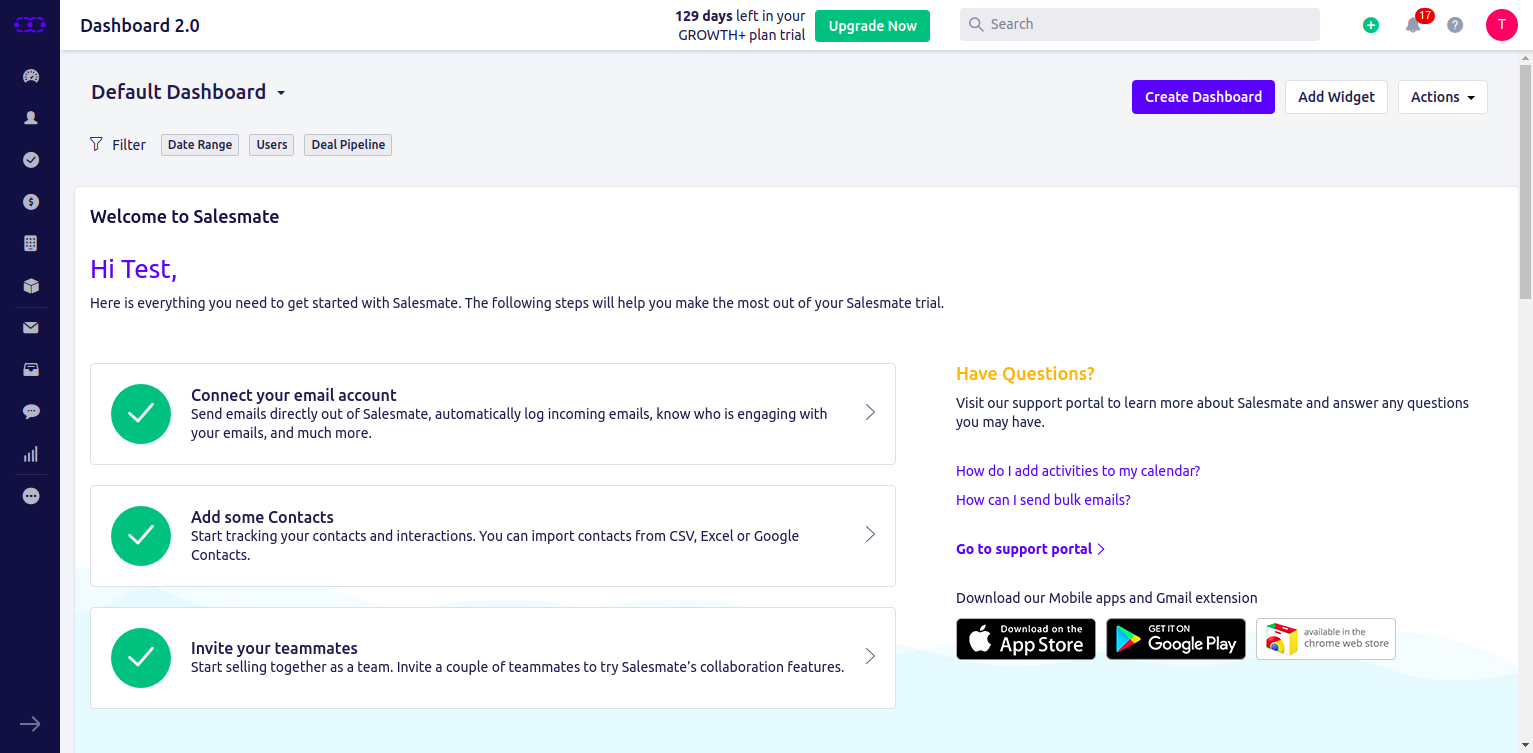 Dashboard 2.0
129 days left in your
GROWTH+ plan trial
Upgrade Now
Search
17
?
T
Default Dashboard
Create Dashboard
Add Widget
Actions
Filter
Date Range
Users
Deal Pipeline
$
Welcome to Salesmate
Hi Test,
Here is everything you need to get started with Salesmate. The following steps will help you make the most out of your Salesmate trial.
Connect your email account
Send emails directly out of Salesmate, automatically log incoming emails, know who is engaging with
your emails, and much more.
Add some Contacts
Start tracking your contacts and interactions. You can import contacts from CSV, Excel or Google
Contacts.
Invite your teammates
Start selling together as a team. Invite a couple of teammates to try Salesmate's collaboration features.
Have Questions?
Visit our support portal to learn more about Salesmate and answer any questions
you may have.
How do I add activities to my calendar?
How can I send bulk emails?
Go to support portal
Download our Mobile apps and Gmail extension
Download on the
App Store
GET IT ON
Google Play
available in the
chrome web store